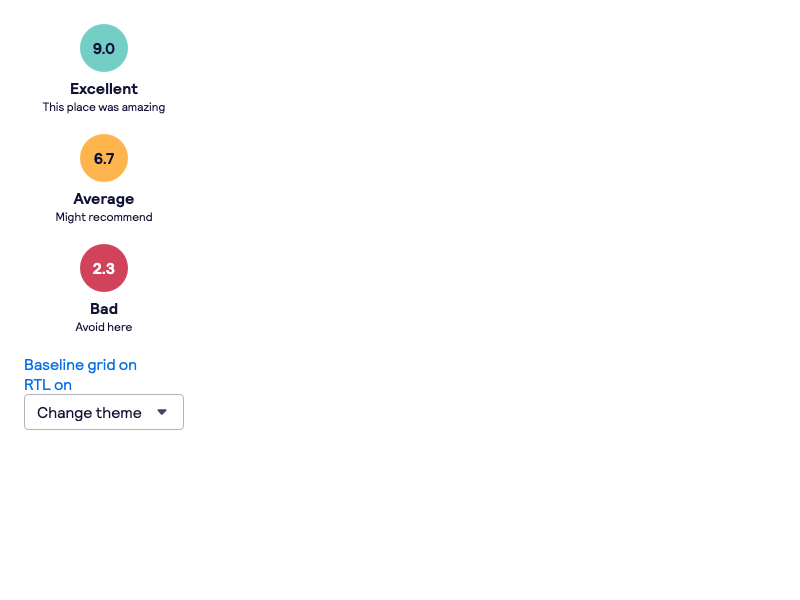 9.0
Excellent
This place was amazing
6.7
Average
Might recommend
2.3
Bad
Avoid here
Baseline grid on
RTL on
Change theme